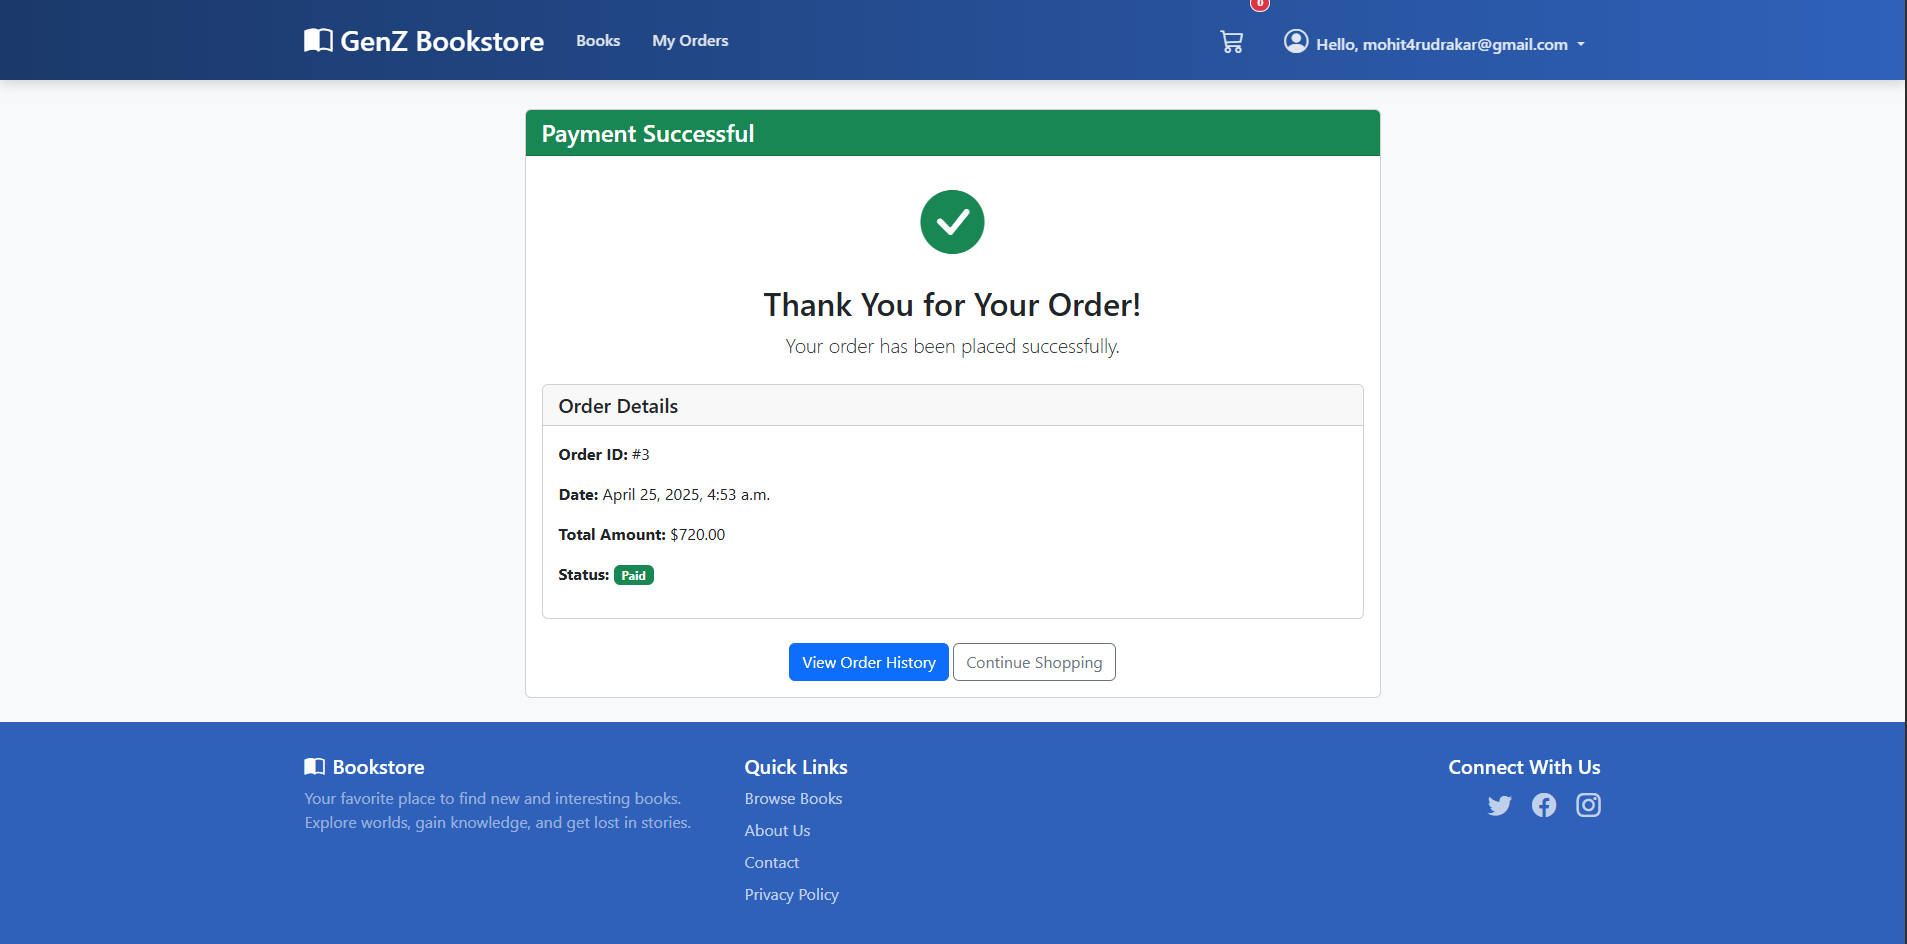 GenZ Bookstore
Books
My Orders
0
Hello, mohit4rudrakar@gmail.com
Payment Successful
Thank You for Your Order!
Your order has been placed successfully.
Order Details
Order ID: #3
Date: April 25, 2025, 4:53 a.m.
Total Amount: $720.00
Status: Paid
View Order History
Continue Shopping
Bookstore
Your favorite place to find new and interesting books.
Explore worlds, gain knowledge, and get lost in stories.
Quick Links
Browse Books
About Us
Contact
Privacy Policy
Connect With Us